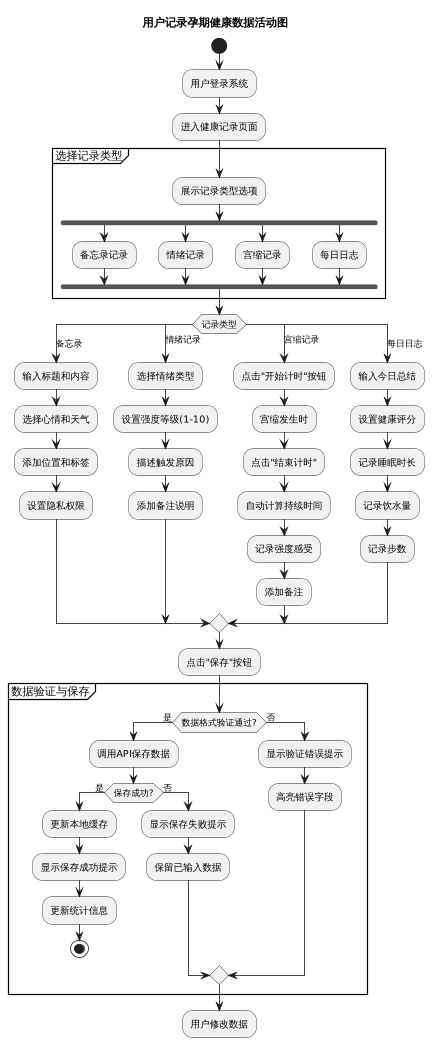 用户记录孕期健康数据活动图
用户登录系统
进入健康记录页面
选择记录类型
展示记录类型选项
备忘录记录
情绪记录
宫缩记录
每日日志
记录类型
备忘录
情绪记录
宫缩记录
每日日志
输入标题和内容
选择情绪类型
点击"开始计时"按钮
输入今日总结
选择心情和天气
设置强度等级(1-10)
宫缩发生时
设置健康评分
添加位置和标签
描述触发原因
点击"结束计时"
记录睡眠时长
设置隐私权限
添加备注说明
自动计算持续时间
记录饮水量
记录强度感受
记录步数
添加备注
点击"保存"按钮
数据验证与保存
是
数据格式验证通过?
否
调用API保存数据
显示验证错误提示
是
保存成功?
否
高亮错误字段
更新本地缓存
显示保存失败提示
显示保存成功提示
保留已输入数据
更新统计信息
用户修改数据